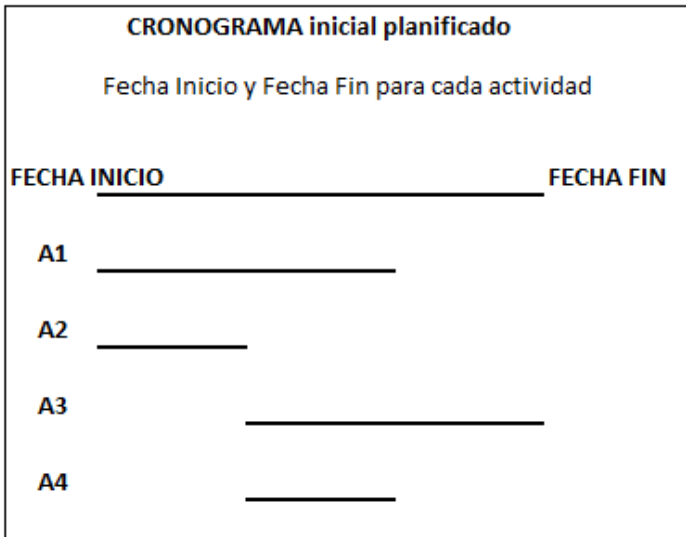 CRONOGRAMA inicial planificado
Fecha Inicio y Fecha Fin para cada actividad
FECHA INICIO FECHA FIN
A1
A2
A3
A4